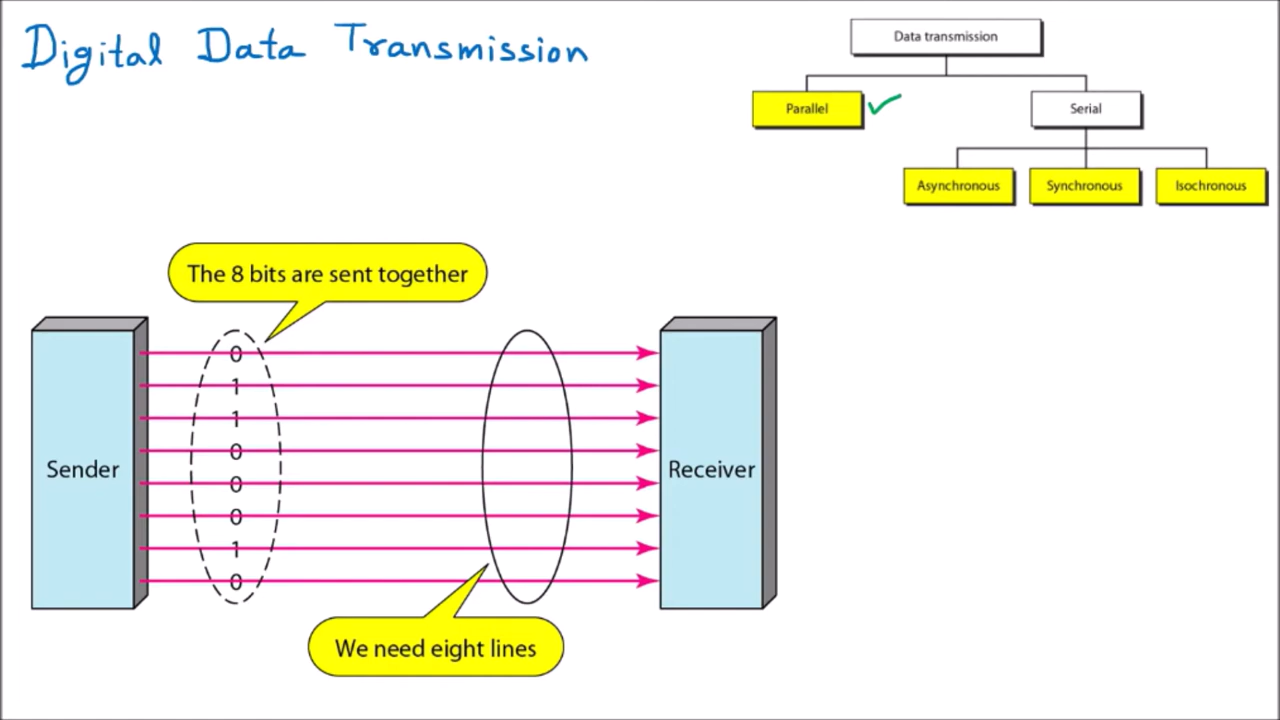 Digital Data Transmission
Data transmission
Parallel
Serial
Asynchronous
Synchronous
Isochronous
The 8 bits are sent together
0
1
1
0
0
0
1
0
Sender
Receiver
We need eight lines